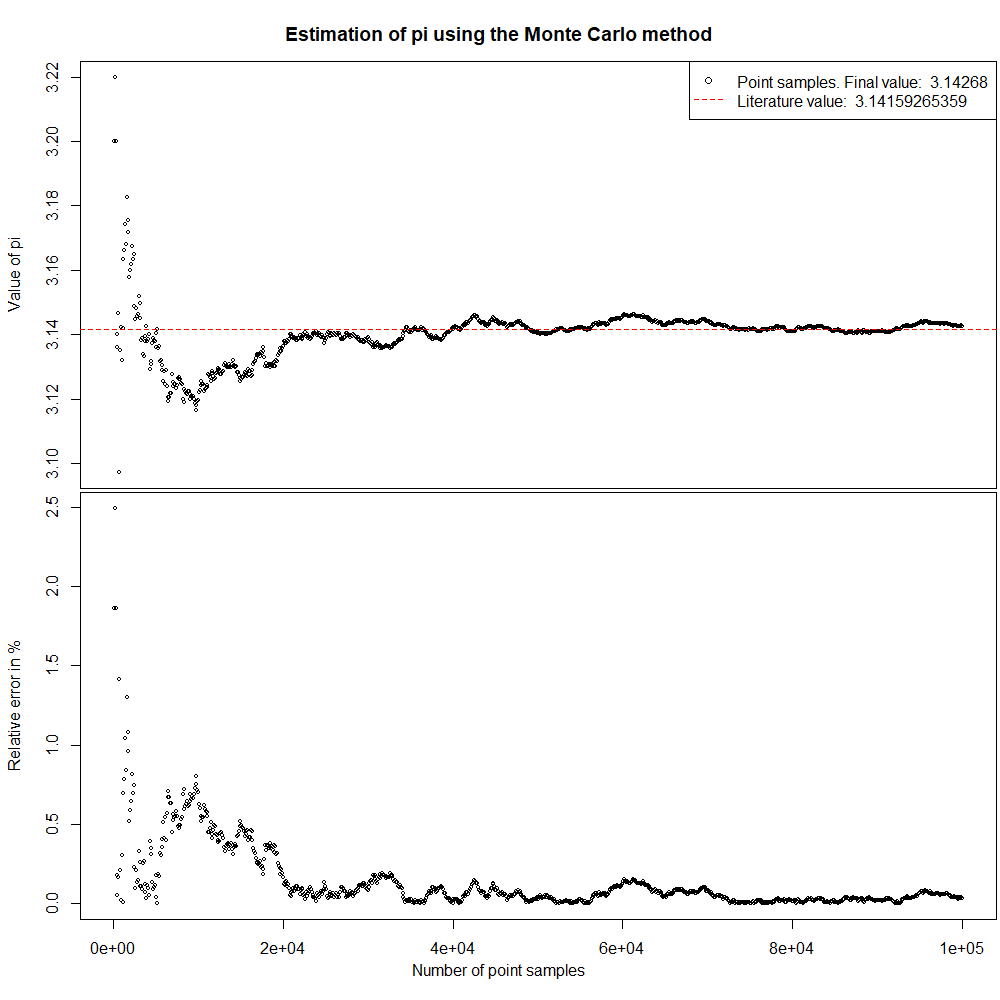 Estimation of pi using the Monte Carlo method
Point samples. Final value: 3.14268
Literature value: 3.14159265359
Value of pi
3.22
3.20
3.18
3.16
3.14
3.12
3.10
Relative error in %
2.5
2.0
1.5
1.0
0.5
0.0
0e+00 2e+04 4e+04 6e+04 8e+04 1e+05
Number of point samples